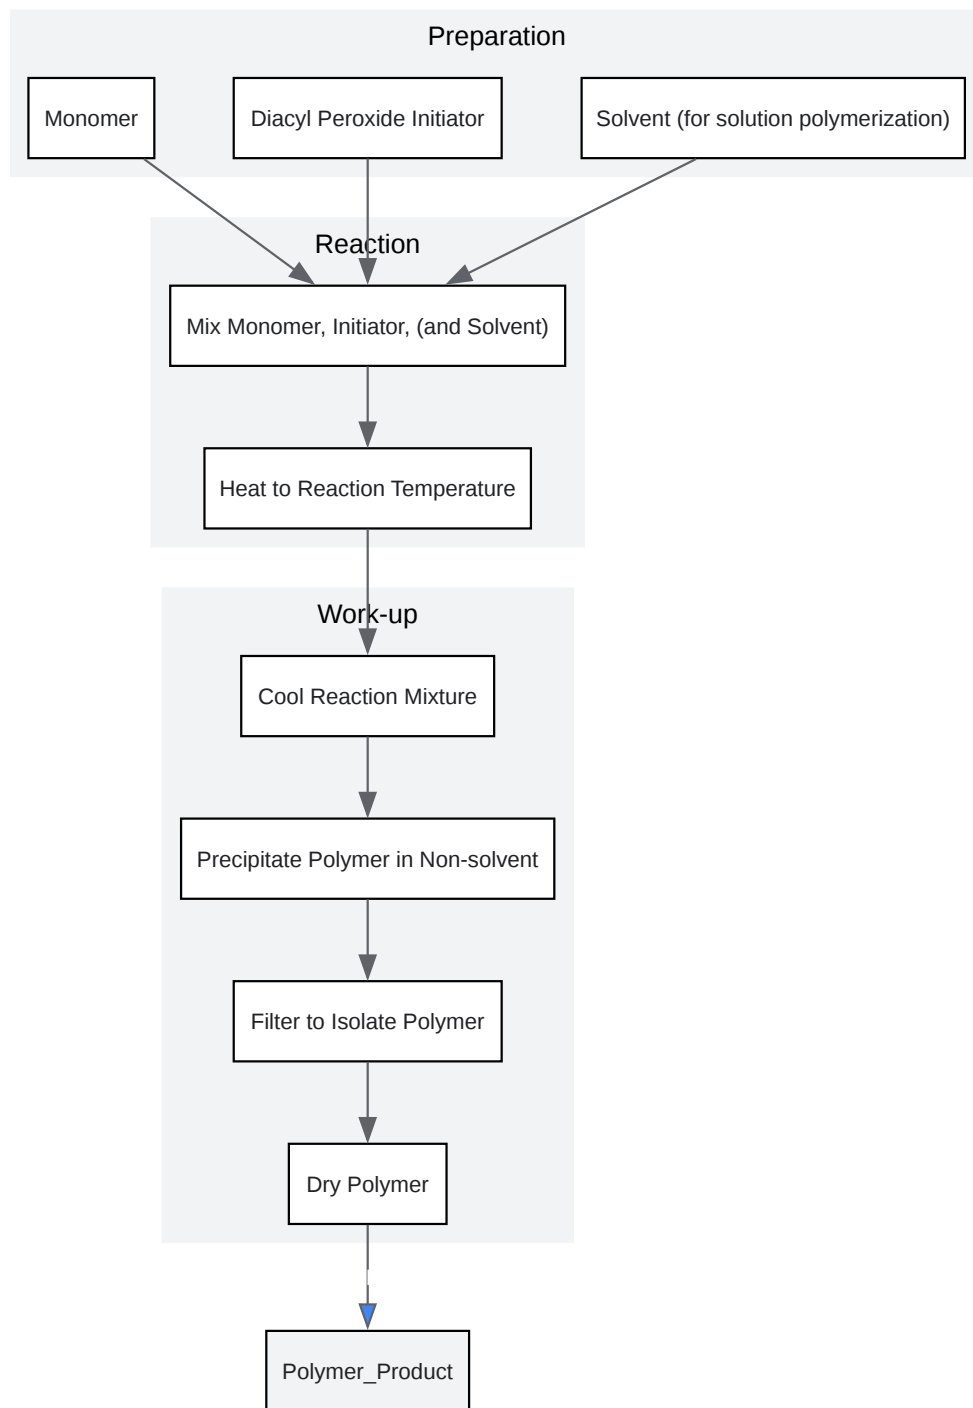 Preparation
Monomer
Diacyl Peroxide Initiator
Solvent (for solution polymerization)
Reaction
Mix Monomer, Initiator, (and Solvent)
Heat to Reaction Temperature
Work-up
Cool Reaction Mixture
Precipitate Polymer in Non-solvent
Filter to Isolate Polymer
Dry Polymer
Polymer_Product